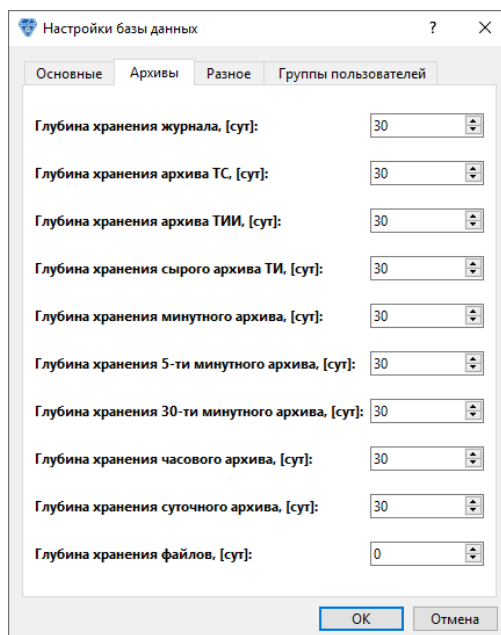 Настройки базы данных ?
Основные Архивы Разное Группы пользователей
Глубина хранения журнала, [сут]: 30
Глубина хранения архива ТС, [сут]: 30
Глубина хранения архива ТИИ, [сут]: 30
Глубина хранения сырого архива ТИ, [сут]: 30
Глубина хранения минутного архива, [сут]: 30
Глубина хранения 5-ти минутного архива, [сут]: 30
Глубина хранения 30-ти минутного архива, [сут]: 30
Глубина хранения часового архива, [сут]: 30
Глубина хранения суточного архива, [сут]: 30
Глубина хранения файлов, [сут]: 0
OK Отмена